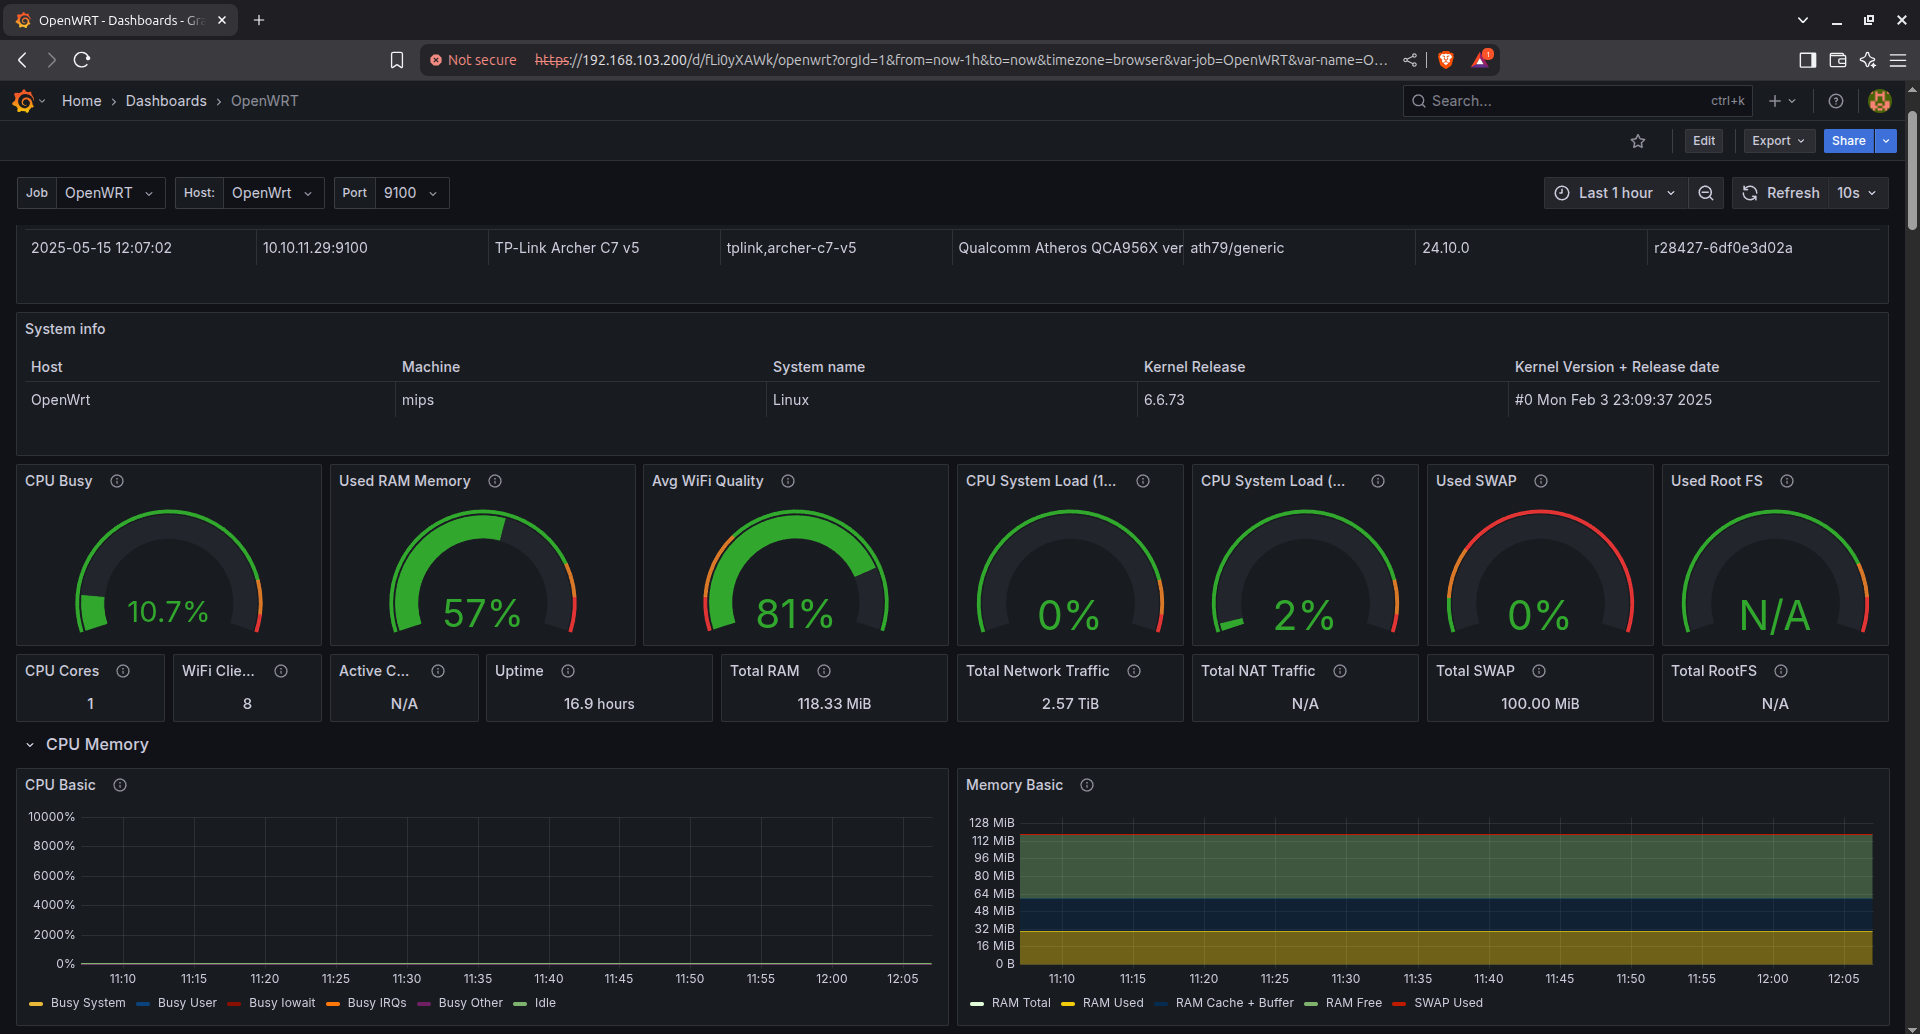 OpenWRT - Dashboards - Gra
Not secure https://192.168.103.200/d/fLi0yXAWk/openwrt?orgId=1&from=now-1h&to=now&timezone=browser&var-job=OpenWRT&var-name=O... 1
Home › Dashboards › OpenWRT Search... ctrl+k
Edit Export Share
Job OpenWRT Host: OpenWrt Port 9100 Last 1 hour Refresh 10s
2025-05-15 12:07:02 10.10.11.29:9100 TP-Link Archer C7 v5 tplink,archer-c7-v5 Qualcomm Atheros QCA956X ver ath79/generic 24.10.0 r28427-6df0e3d02a
System info
Host Machine System name Kernel Release Kernel Version + Release date
OpenWrt mips Linux 6.6.73 #0 Mon Feb 3 23:09:37 2025
CPU Busy Used RAM Memory Avg WiFi Quality CPU System Load (1... CPU System Load (... Used SWAP Used Root FS
10.7% 57% 81% 0% 2% 0% N/A
CPU Cores WiFi Clie... Active C... Uptime Total RAM Total Network Traffic Total NAT Traffic Total SWAP Total RootFS
1 8 N/A 16.9 hours 118.33 MiB 2.57 TiB N/A 100.00 MiB N/A
CPU Memory
CPU Basic
10000%
8000%
6000%
4000%
2000%
0%
11:10 11:15 11:20 11:25 11:30 11:35 11:40 11:45 11:50 11:55 12:00 12:05
Busy System Busy User Busy Iowait Busy IRQs Busy Other Idle
Memory Basic
128 MiB
112 MiB
96 MiB
80 MiB
64 MiB
48 MiB
32 MiB
16 MiB
0 B
11:10 11:15 11:20 11:25 11:30 11:35 11:40 11:45 11:50 11:55 12:00 12:05
RAM Total RAM Used RAM Cache + Buffer RAM Free SWAP Used